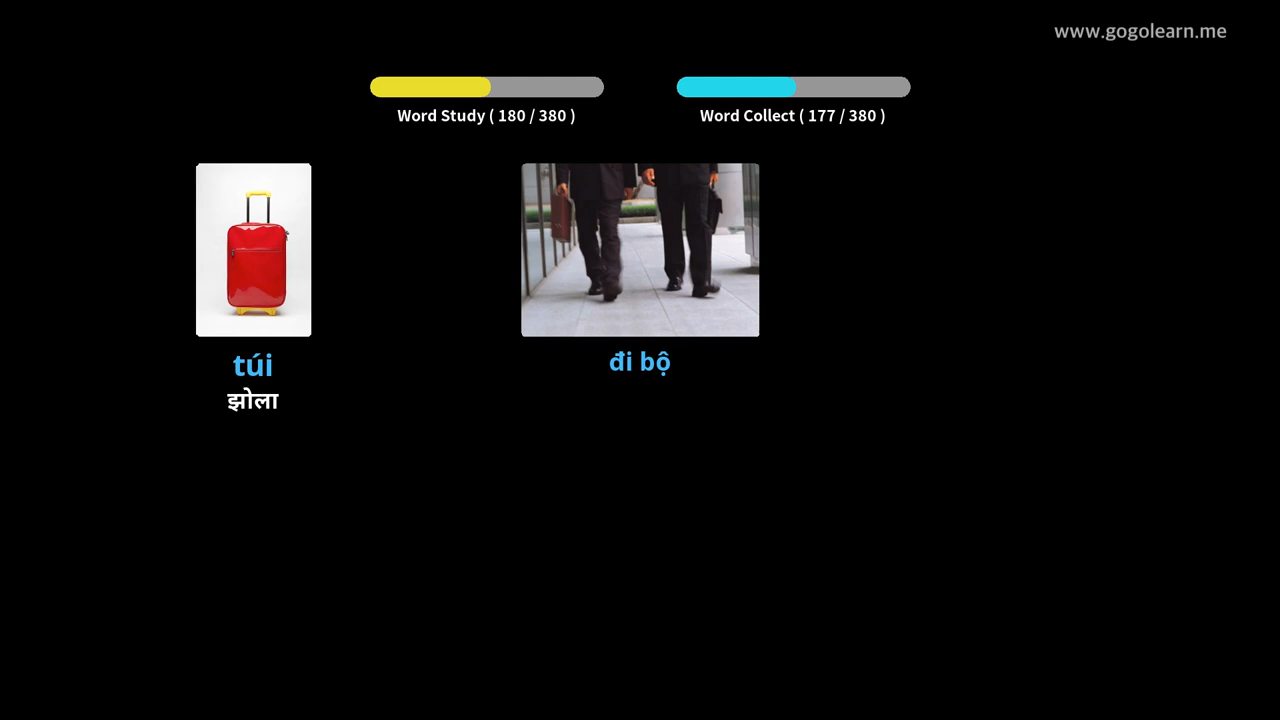 www.gogolearn.me
Word Study ( 180 / 380 )
Word Collect ( 177 / 380 )
túi
झोला
đi bộ